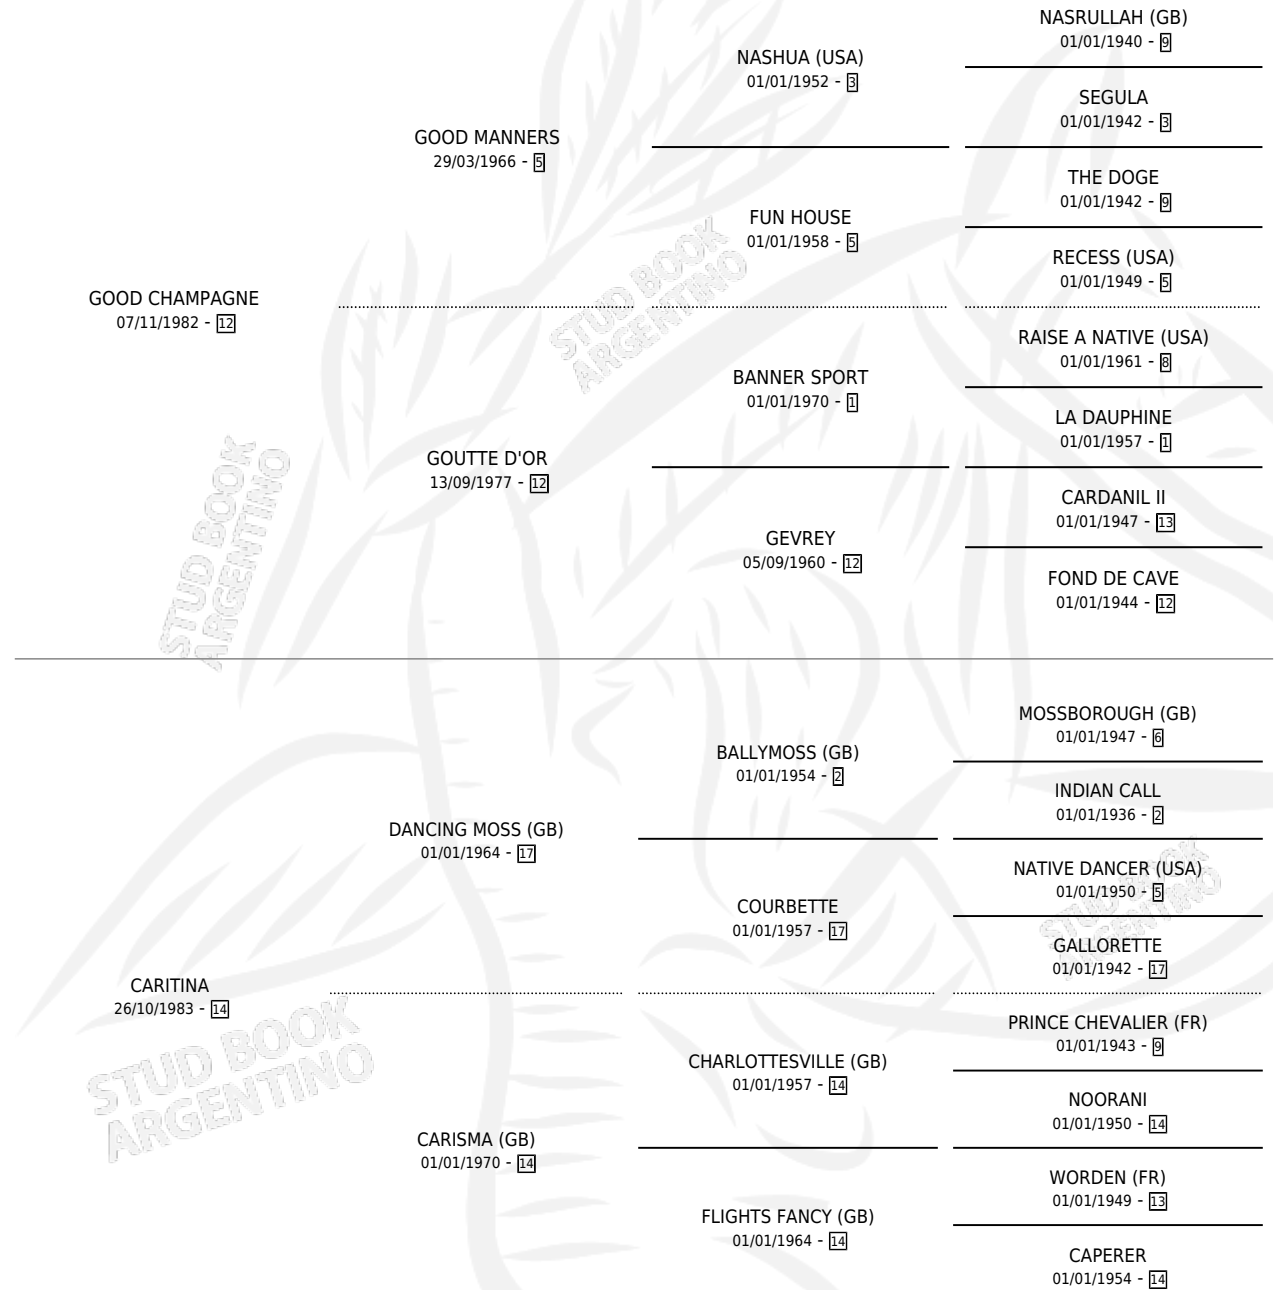 NASRULLAH (GB)
01/01/1940 - 9
NASHUA (USA)
01/01/1952 - 3
SEGULA
01/01/1942 - 3
GOOD MANNERS
29/03/1966 - 5
THE DOGE
01/01/1942 - 9
FUN HOUSE
01/01/1958 - 5
RECESS (USA)
01/01/1949 - 5
GOOD CHAMPAGNE
07/11/1982 - 12
RAISE A NATIVE (USA)
01/01/1961 - 8
BANNER SPORT
01/01/1970 - 1
LA DAUPHINE
01/01/1957 - 1
GOUTTE D'OR
13/09/1977 - 12
CARDANIL II
01/01/1947 - 13
GEVREY
05/09/1960 - 12
FOND DE CAVE
01/01/1944 - 12
MOSSBOROUGH (GB)
01/01/1947 - 6
BALLYMOSS (GB)
01/01/1954 - 2
INDIAN CALL
01/01/1936 - 2
DANCING MOSS (GB)
01/01/1964 - 17
NATIVE DANCER (USA)
01/01/1950 - 5
COURBETTE
01/01/1957 - 17
GALLORETTE
01/01/1942 - 17
CARITINA
26/10/1983 - 14
PRINCE CHEVALIER (FR)
01/01/1943 - 9
CHARLOTTESVILLE (GB)
01/01/1957 - 14
NOORANI
01/01/1950 - 14
CARISMA (GB)
01/01/1970 - 14
WORDEN (FR)
01/01/1949 - 13
FLIGHTS FANCY (GB)
01/01/1964 - 14
CAPERER
01/01/1954 - 14
STUD BOOK
ARGENTINO
STUD BOOK
ARGENTINO
STUD BOOK
ARGENTINO
STUD BOOK
ARGENTINO